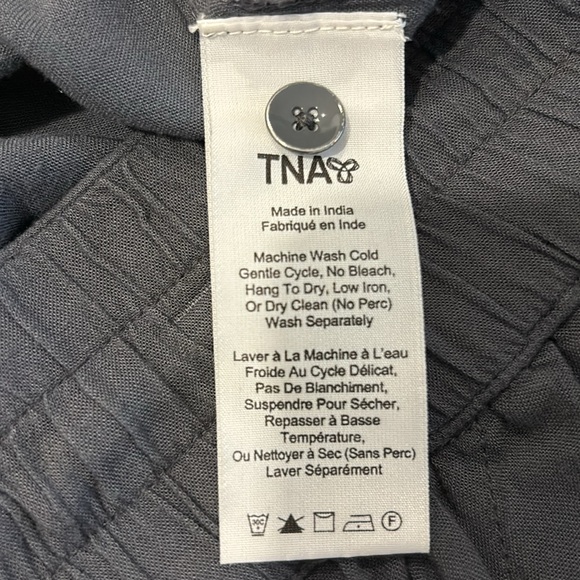 TNA
Made in India
Fabriqué en Inde
Machine Wash Cold
Gentle Cycle, No Bleach,
Hang To Dry, Low Iron,
Or Dry Clean (No Perc)
Wash Separately
Laver à La Machine à L'eau
Froide Au Cycle Délicat,
Pas De Blanchiment,
Suspendre Pour Sécher,
Repasser à Basse
Température,
Ou Nettoyer à Sec (Sans Perc)
Laver Séparément
30C F